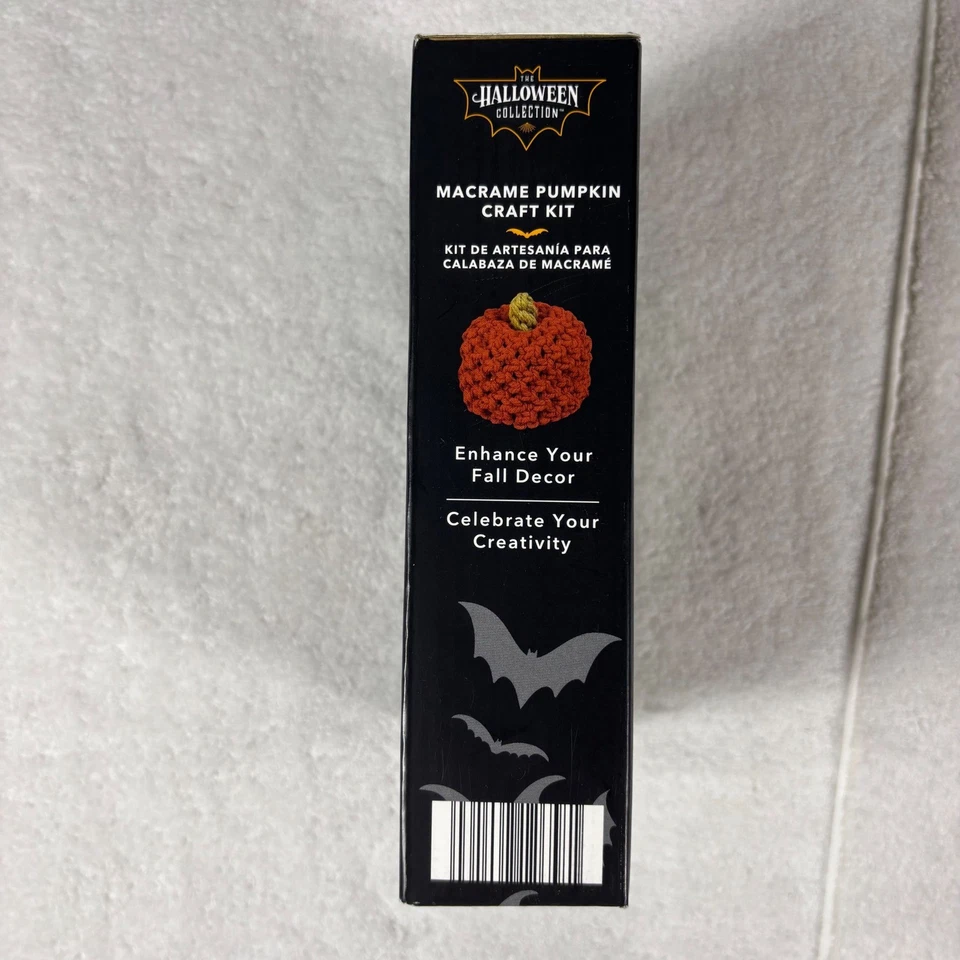 THE
HALLOWEEN
COLLECTION™
MACRAME PUMPKIN
CRAFT KIT
KIT DE ARTESANÍA PARA
CALABAZA DE MACRAMÉ
Enhance Your
Fall Decor
Celebrate Your
Creativity